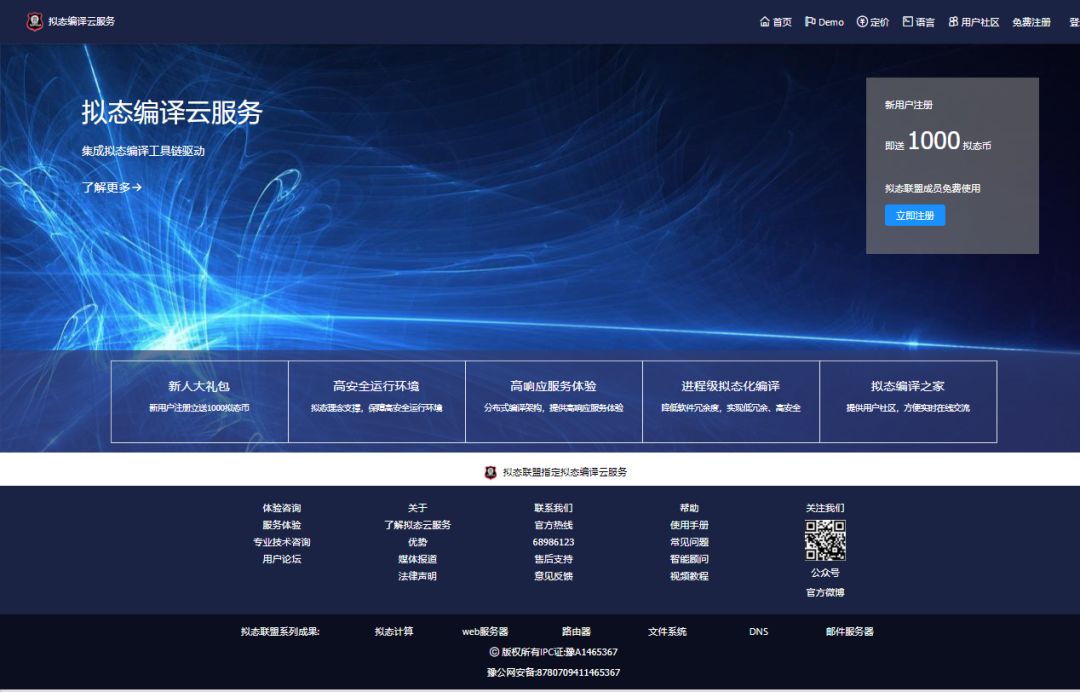 拟态编译云服务
首页 Demo 定价 语言 用户社区 免费注册 登
拟态编译云服务
集成拟态编译工具链驱动
了解更多→
新用户注册
即送 1000 拟态币
拟态联盟成员免费使用
立即注册
新人大礼包
新用户注册立送1000拟态币
高安全运行环境
拟态理念支撑，保障高安全运行环境
高响应服务体验
分布式编译架构，提供高响应服务体验
进程级拟态化编译
降低软件冗余度，实现低冗余、高安全
拟态编译之家
提供用户社区，方便实时在线交流
拟态联盟指定拟态编译云服务
体验咨询
服务体验
专业技术咨询
用户论坛
关于
了解拟态云服务
优势
媒体报道
法律声明
联系我们
官方热线
68986123
售后支持
意见反馈
帮助
使用手册
常见问题
智能顾问
视频教程
关注我们
公众号
官方微博
拟态联盟系列成果: 拟态计算 web服务器 路由器 文件系统 DNS 邮件服务器
© 版权所有IPC证:豫A1465367
豫公网安备:8780709411465367